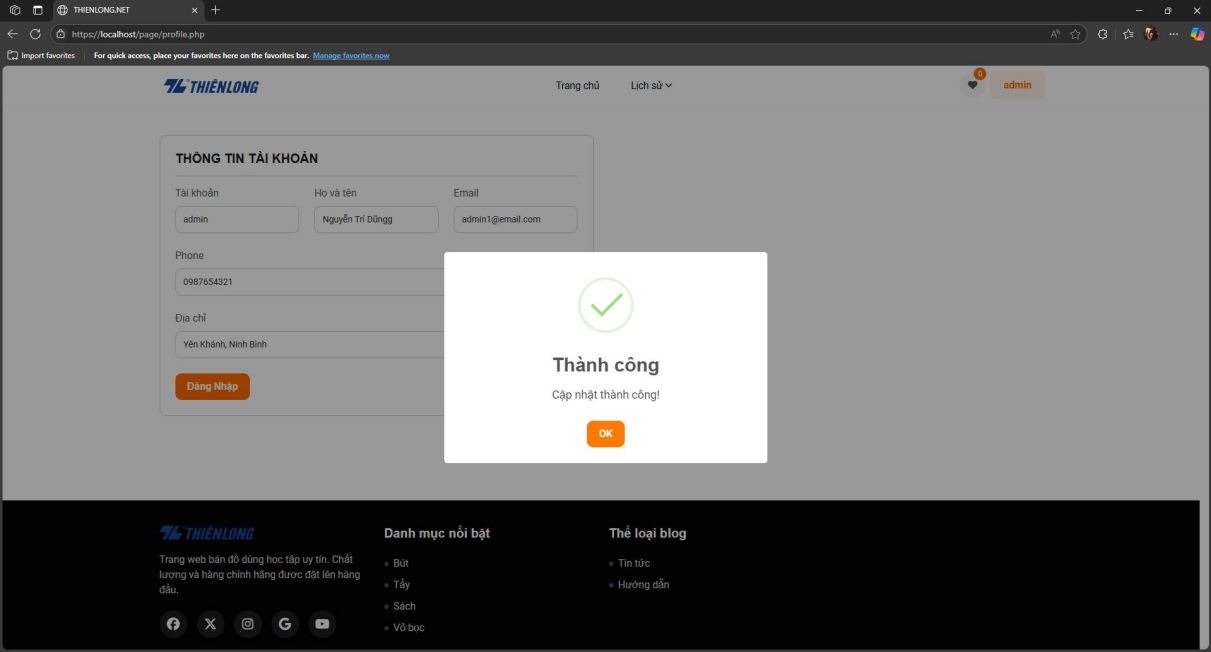 THIENLONG.NET
https://localhost/page/profile.php
Import favorites
For quick access, place your favorites here on the favorites bar. Manage favorites now
THIÊNLONG
Trang chủ
Lịch sử
0
admin
THÔNG TIN TÀI KHOẢN
Tài khoản
Họ và tên
Email
admin
Nguyễn Trí Dũngg
admin1@email.com
Phone
0987654321
Địa chỉ
Yên Khánh, Ninh Bình
Đăng Nhập
Thành công
Cập nhật thành công!
OK
THIÊNLONG
Trang web bán đồ dùng học tập uy tín. Chất
lượng và hàng chính hãng được đặt lên hàng
đầu.
Danh mục nổi bật
Bút
Tẩy
Sách
Vỏ bọc
Thể loại blog
Tin tức
Hướng dẫn